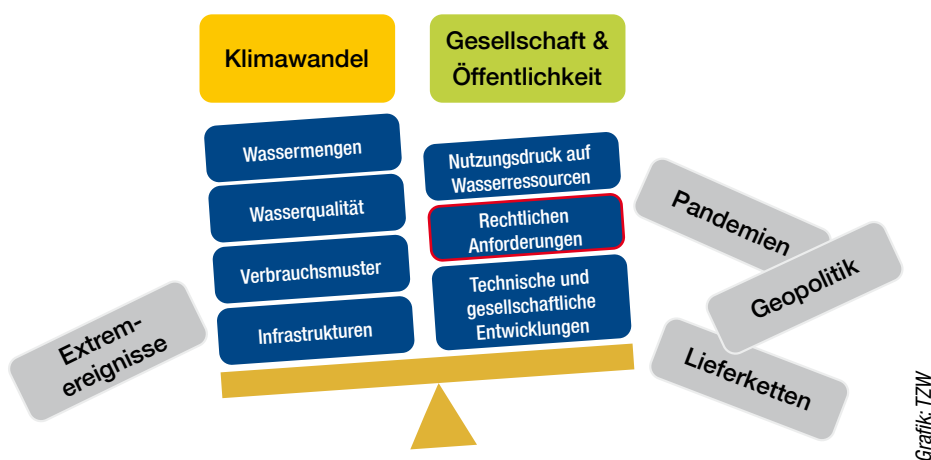 Klimawandel
Gesellschaft &
Öffentlichkeit
Wassermengen
Wasserqualität
Verbrauchsmuster
Infrastrukturen
Nutzungsdruck auf
Wasserressourcen
Rechtlichen
Anforderungen
Technische und
gesellschaftliche
Entwicklungen
Extrem-
ereignisse
Pandemien
Geopolitik
Lieferketten
Grafik: TZW